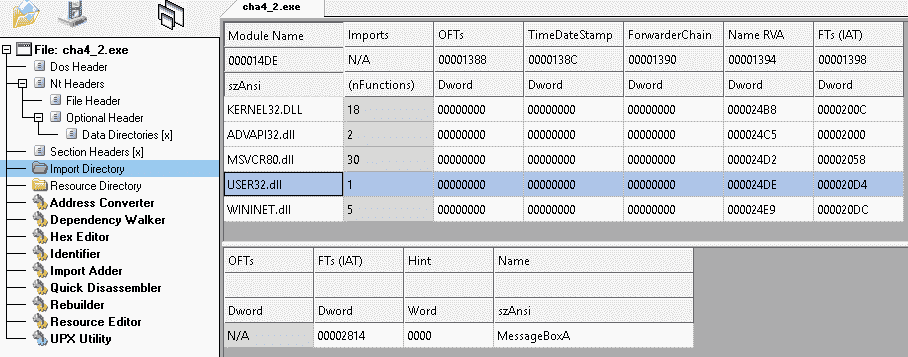 cha4_2.exe
File: cha4_2.exe
Dos Header
Nt Headers
File Header
Optional Header
Data Directories [x]
Section Headers [x]
Import Directory
Resource Directory
Address Converter
Dependency Walker
Hex Editor
Identifier
Import Adder
Quick Disassembler
Rebuilder
Resource Editor
UPX Utility
Module Name Imports OFTs TimeDateStamp ForwarderChain Name RVA FTs (IAT)
000014DE N/A 00001388 0000138C 00001390 00001394 00001398
szAnsi (nFunctions) Dword Dword Dword Dword Dword
KERNEL32.DLL 18 00000000 00000000 00000000 000024B8 0000200C
ADVAPI32.dll 2 00000000 00000000 00000000 000024C5 00002000
MSVCR80.dll 30 00000000 00000000 00000000 000024D2 00002058
USER32.dll 1 00000000 00000000 00000000 000024DE 000020D4
WININET.dll 5 00000000 00000000 00000000 000024E9 000020DC
OFTs FTs (IAT) Hint Name
Dword Dword Word szAnsi
N/A 00002814 0000 MessageBoxA